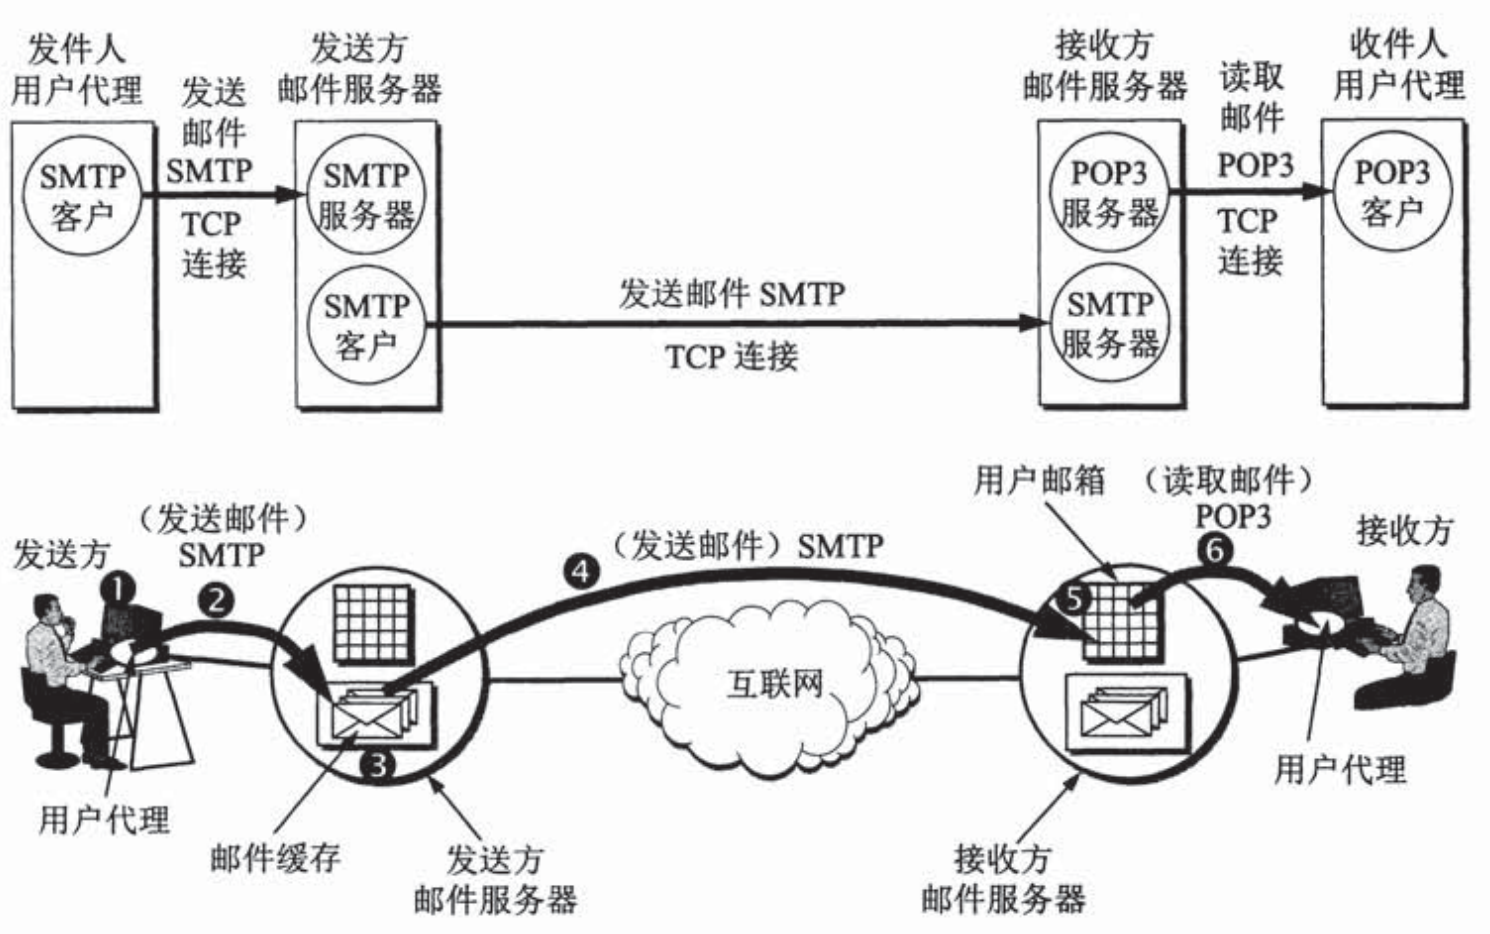 发件人
用户代理
发送
邮件
SMTP
TCP
连接
发送方
邮件服务器
接收方
邮件服务器
读取
邮件
POP3
TCP
连接
收件人
用户代理
SMTP
客户
SMTP
服务器
SMTP
客户
发送邮件 SMTP
TCP 连接
POP3
服务器
SMTP
服务器
POP3
客户
发送方
（发送邮件）
SMTP
（发送邮件）SMTP
用户邮箱
（读取邮件）
POP3
接收方
1
2
3
4
5
6
互联网
用户代理
邮件缓存
发送方
邮件服务器
接收方
邮件服务器
用户代理